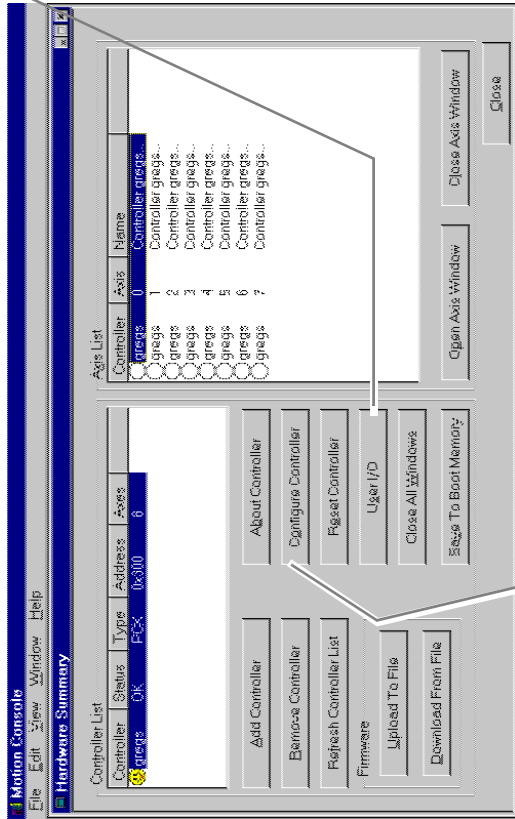 Motion Console
File Edit View Window Help
Hardware Summary
Controller List
Controller Status Type Address Axes
gregs OK PCX 0x300 6
Add Controller
Remove Controller
Refresh Controller List
Firmware
Upload To File
Download From File
About Controller
Configure Controller
Reset Controller
User I/O
Close All Windows
Save To Boot Memory
Axis List
Controller Axis Name
gregs 0 Controller gregs...
gregs 1 Controller gregs...
gregs 2 Controller gregs...
gregs 3 Controller gregs...
gregs 4 Controller gregs...
gregs 5 Controller gregs...
gregs 6 Controller gregs...
gregs 7 Controller gregs...
Open Axis Window
Close Axis Window
Close